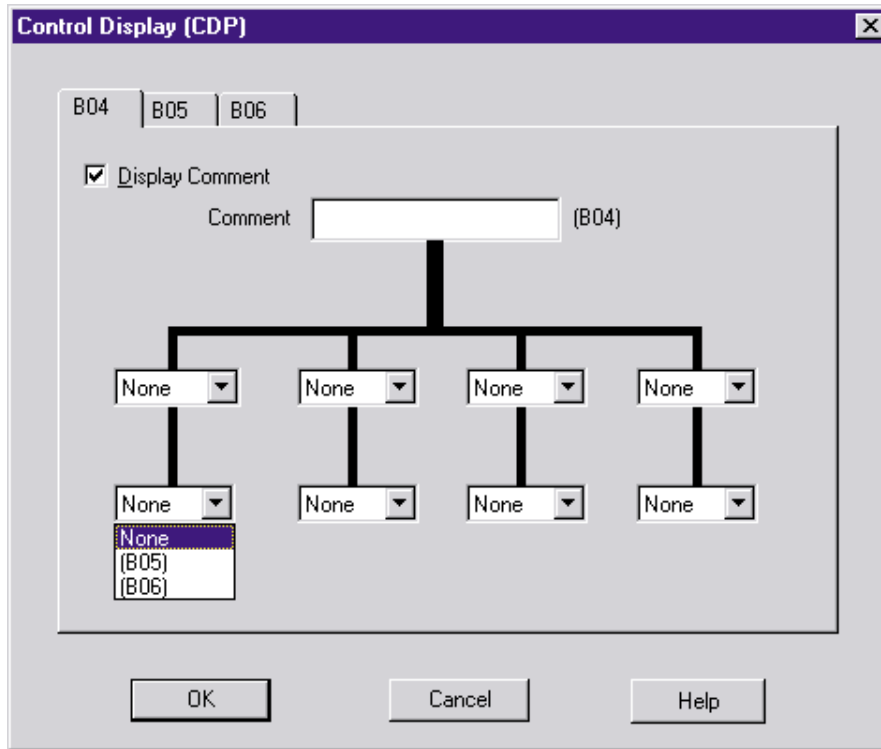 Control Display (CDP)
B04 B05 B06
Display Comment
Comment (B04)
None None None None
None None None None
None
(B05)
(B06)
OK Cancel Help